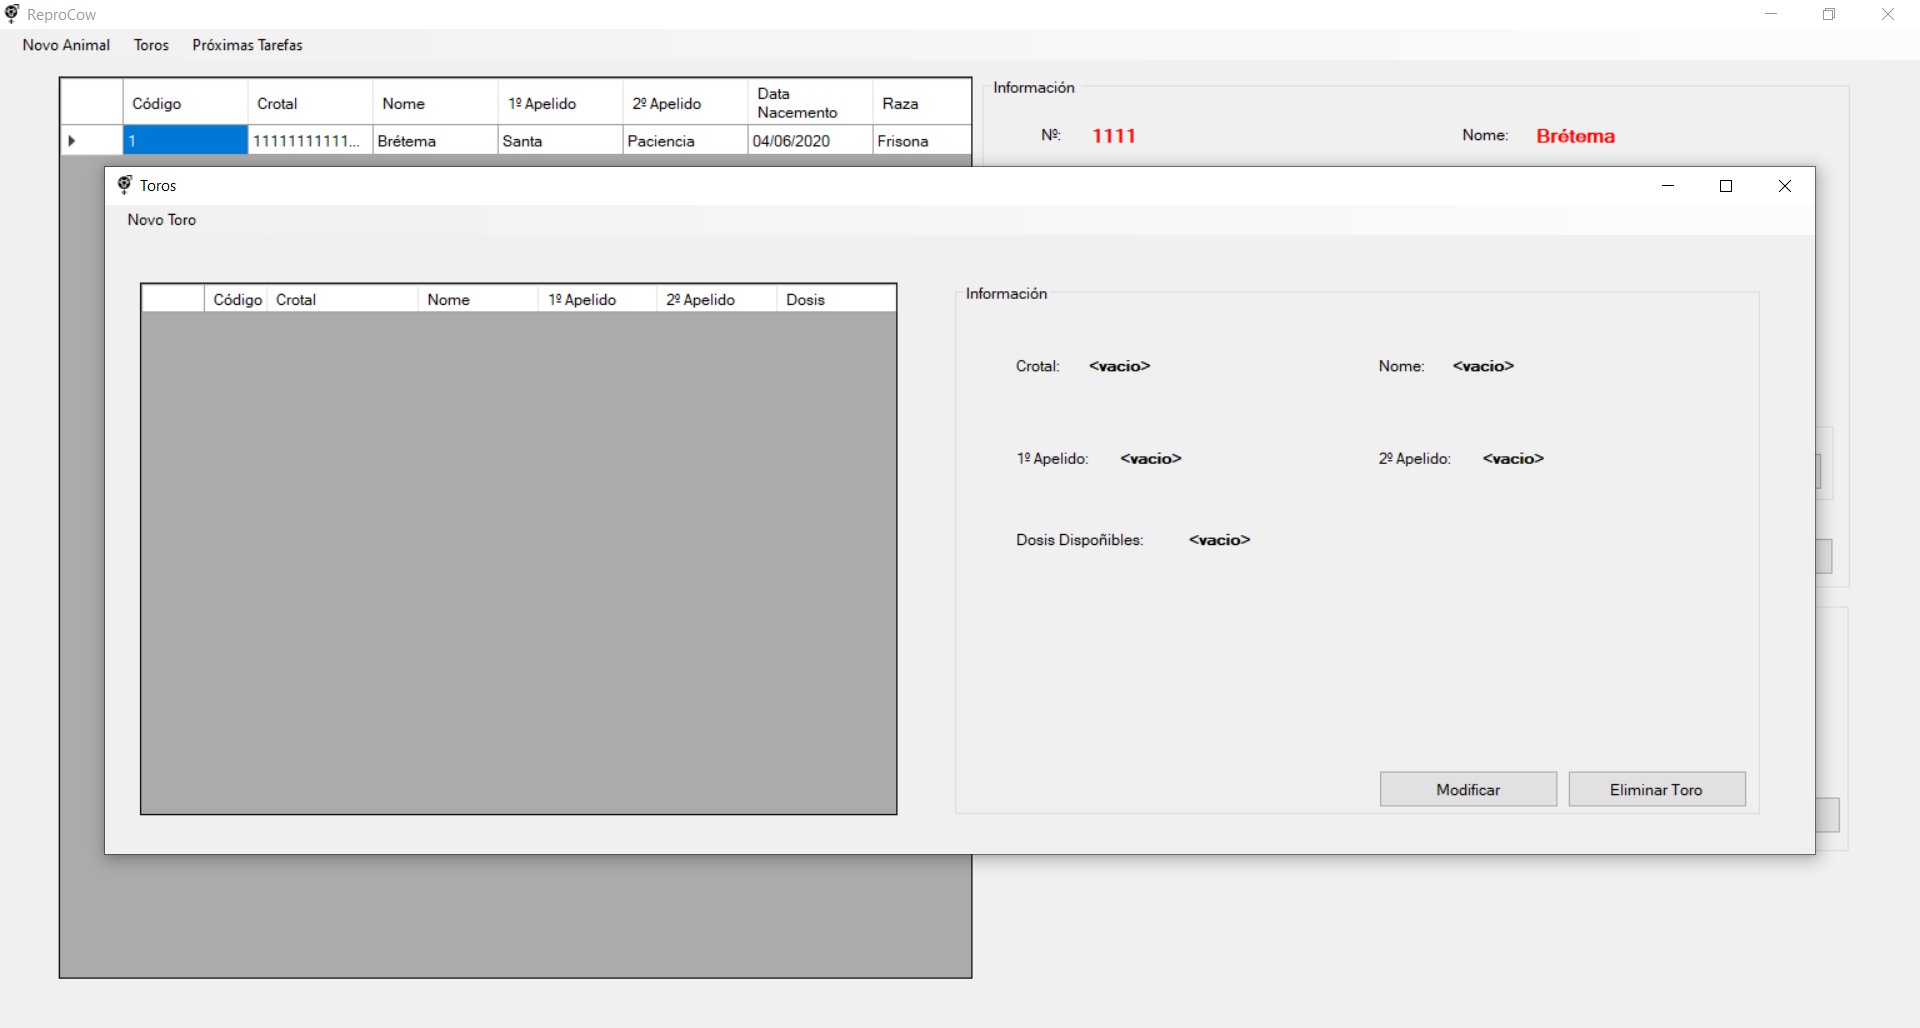 ReproCow
Novo Animal Toros Próximas Tarefas
Código Crotal Nome 1º Apelido 2º Apelido Data Nacemento Raza
1 11111111111... Brétema Santa Paciencia 04/06/2020 Frisona
Información
Nº: 1111 Nome: Brétema
Toros
Novo Toro
Código Crotal Nome 1º Apelido 2º Apelido Dosis
Información
Crotal: <vacio> Nome: <vacio>
1º Apelido: <vacio> 2º Apelido: <vacio>
Dosis Dispoñibles: <vacio>
Modificar Eliminar Toro